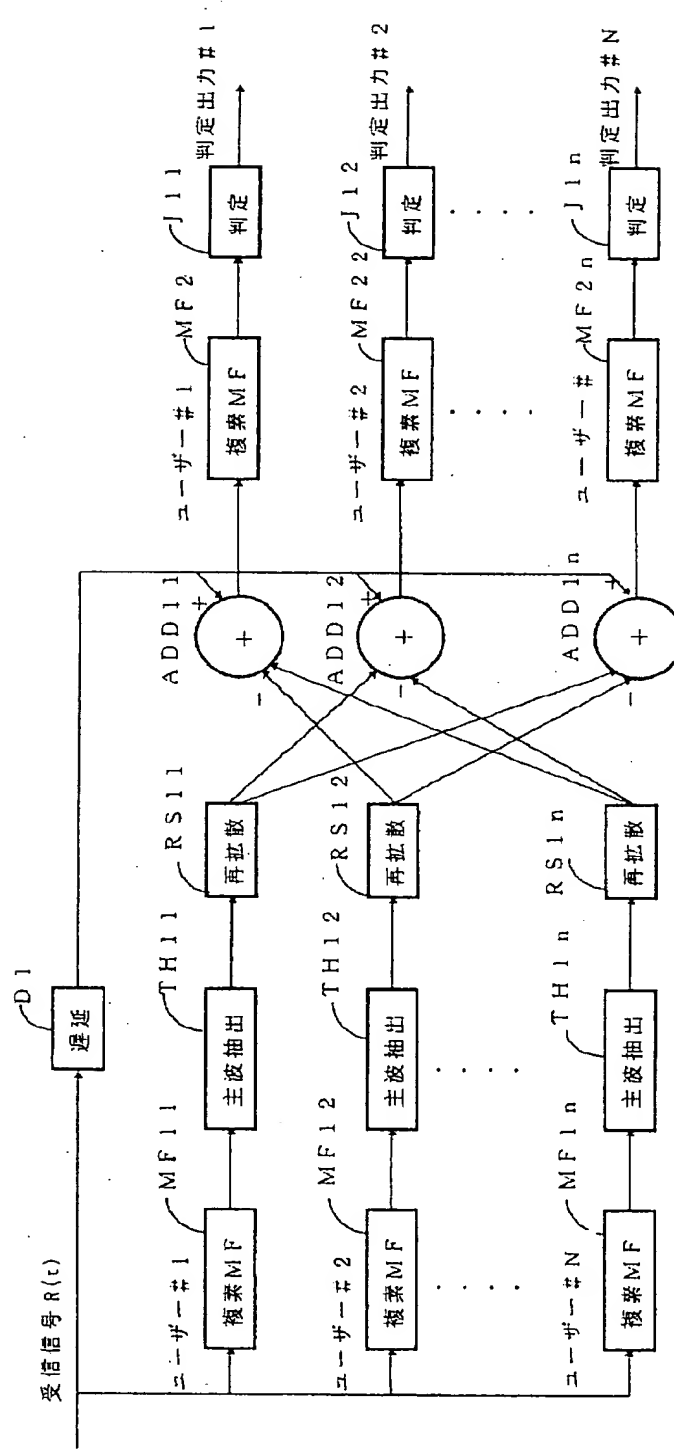 受信信号 R(t)
D1
遅延
ユーザー#1
MF11
複素MF
TH11
主波抽出
RS11
再拡散
ADD11
+
-
+
ユーザー#1
MF2
複素MF
J11
判定
判定出力#1
ユーザー#2
MF12
複素MF
TH12
主波抽出
RS12
再拡散
ADD12
+
-
+
ユーザー#2
MF22
複素MF
J12
判定
判定出力#2
. . . .
. . . .
. . . .
. . . .
ユーザー#N
MF1n
複素MF
TH1n
主波抽出
RS1n
再拡散
ADD1n
+
-
+
ユーザー#
MF2n
複素MF
J1n
判定
判定出力#N